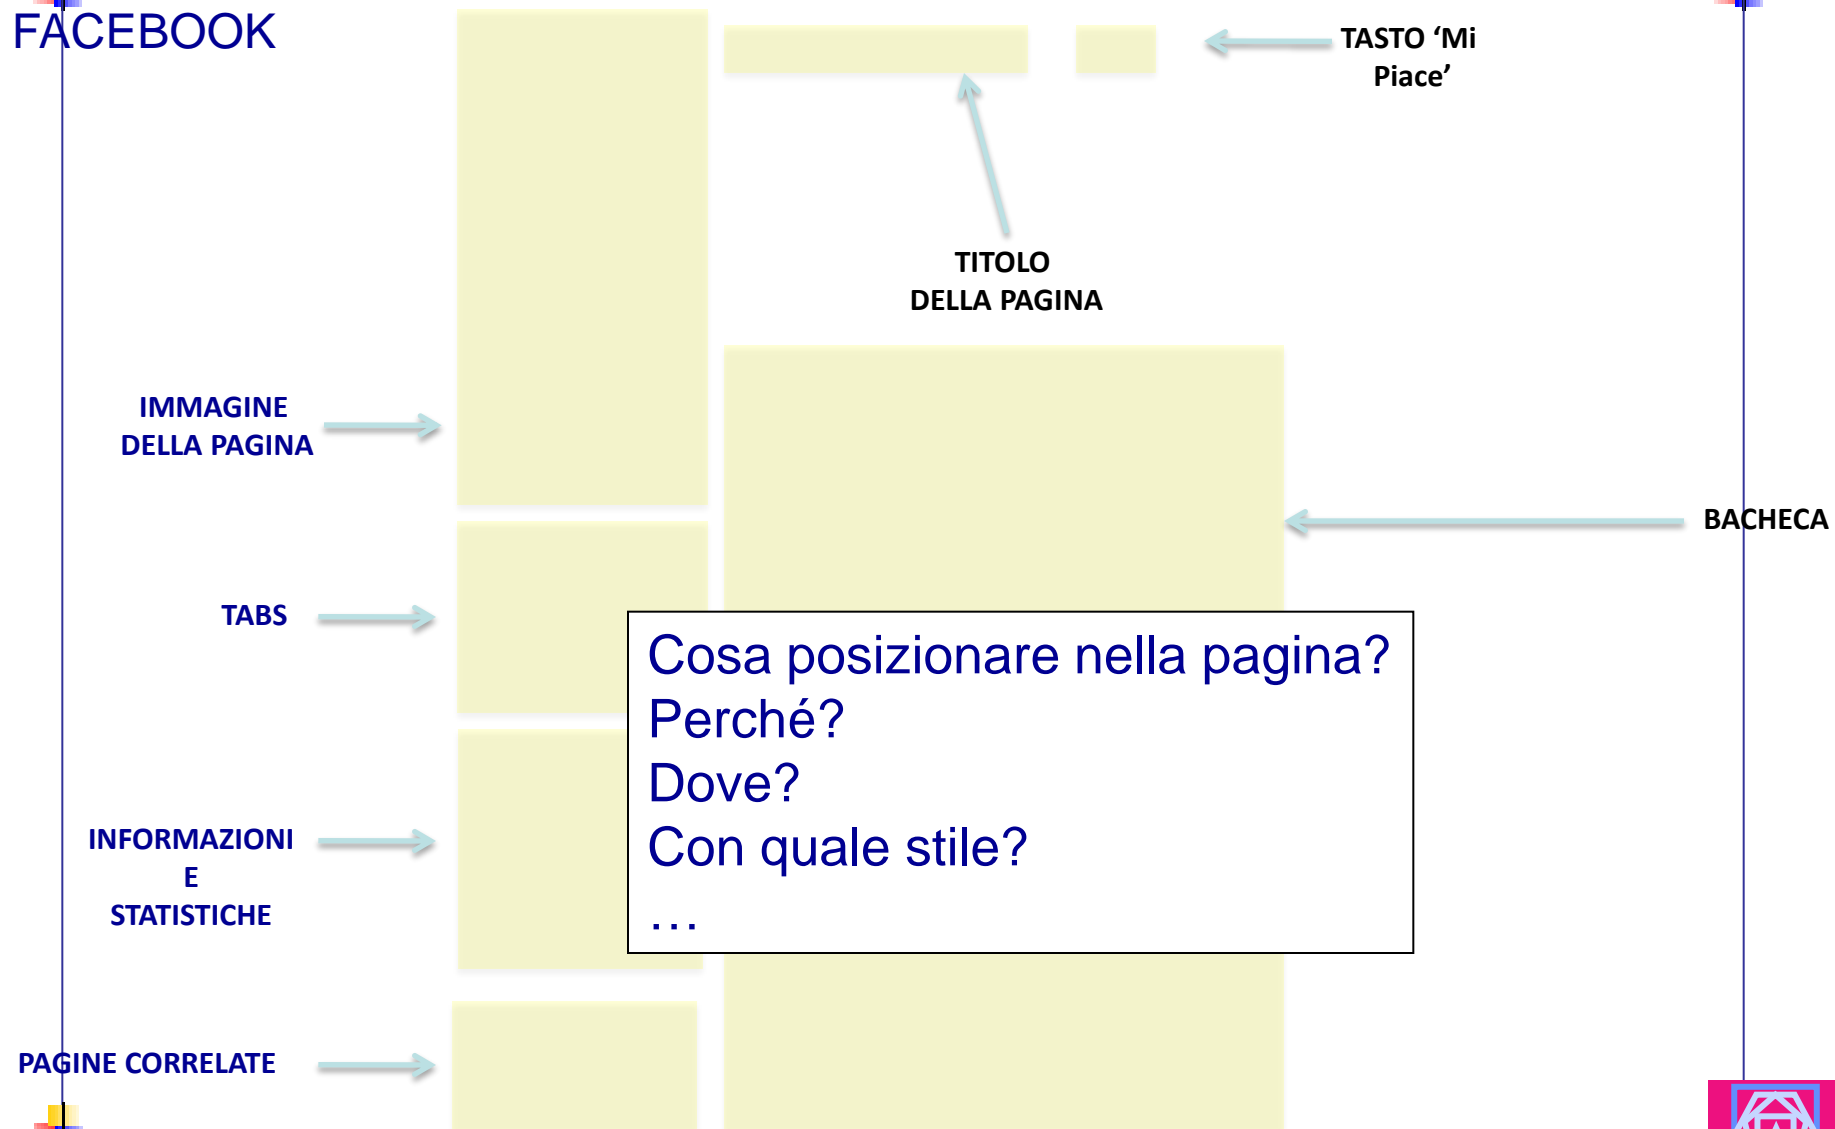 FACEBOOK
TASTO ‘Mi
Piace’
TITOLO
DELLA PAGINA
IMMAGINE
DELLA PAGINA
BACHECA
TABS
Cosa posizionare nella pagina?
Perché?
Dove?
Con quale stile?
…
INFORMAZIONI
E
STATISTICHE
PAGINE CORRELATE